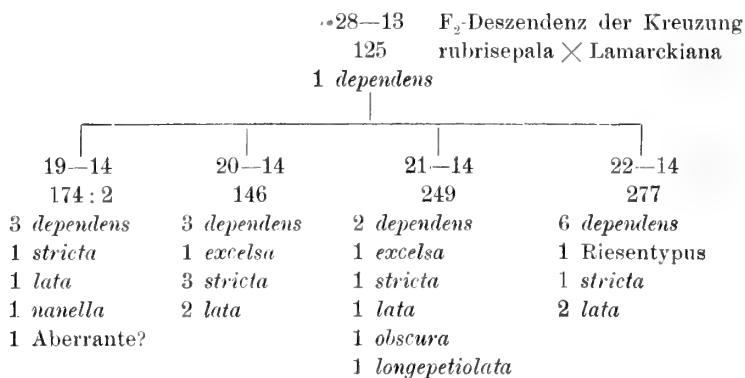 28—13 F₂-Deszendenz der Kreuzung
125 rubrisepala × Lamarckiana
1 dependens
19—14 20—14 21—14 22—14
174 : 2 146 249 277
3 dependens 3 dependens 2 dependens 6 dependens
1 stricta 1 excelsa 1 excelsa 1 Riesentypus
1 lata 3 stricta 1 stricta 1 stricta
1 nanella 2 lata 1 lata 2 lata
1 Aberrante? 1 obscura
1 longepetiolata